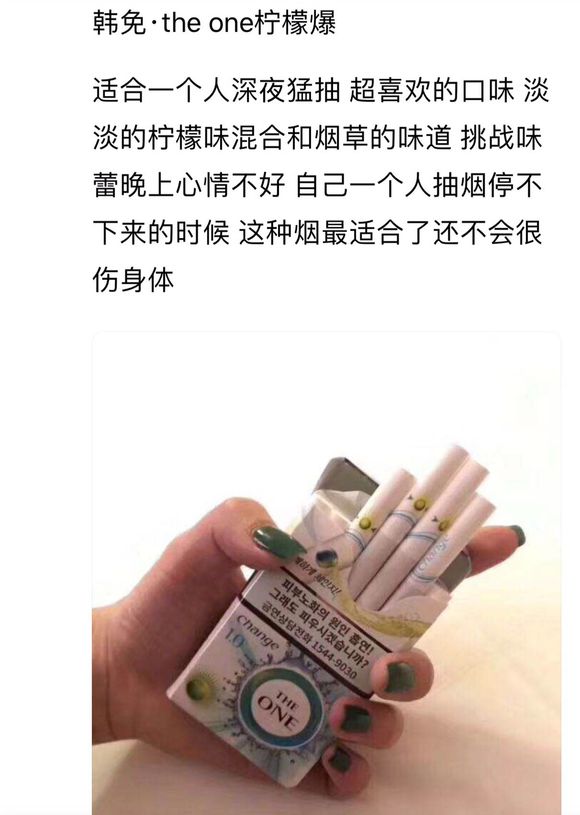 韩免·the one柠檬爆
适合一个人深夜猛抽 超喜欢的口味 淡
淡的柠檬味混合和烟草的味道 挑战味
蕾晚上心情不好 自己一个人抽烟停不
下来的时候 这种烟最适合了还不会很
伤身体
change
피부노화의 원인 흡연!
그래도 피우시겠습니까?
금연상담전화 1544-9030
Change
1.0
THE
ONE